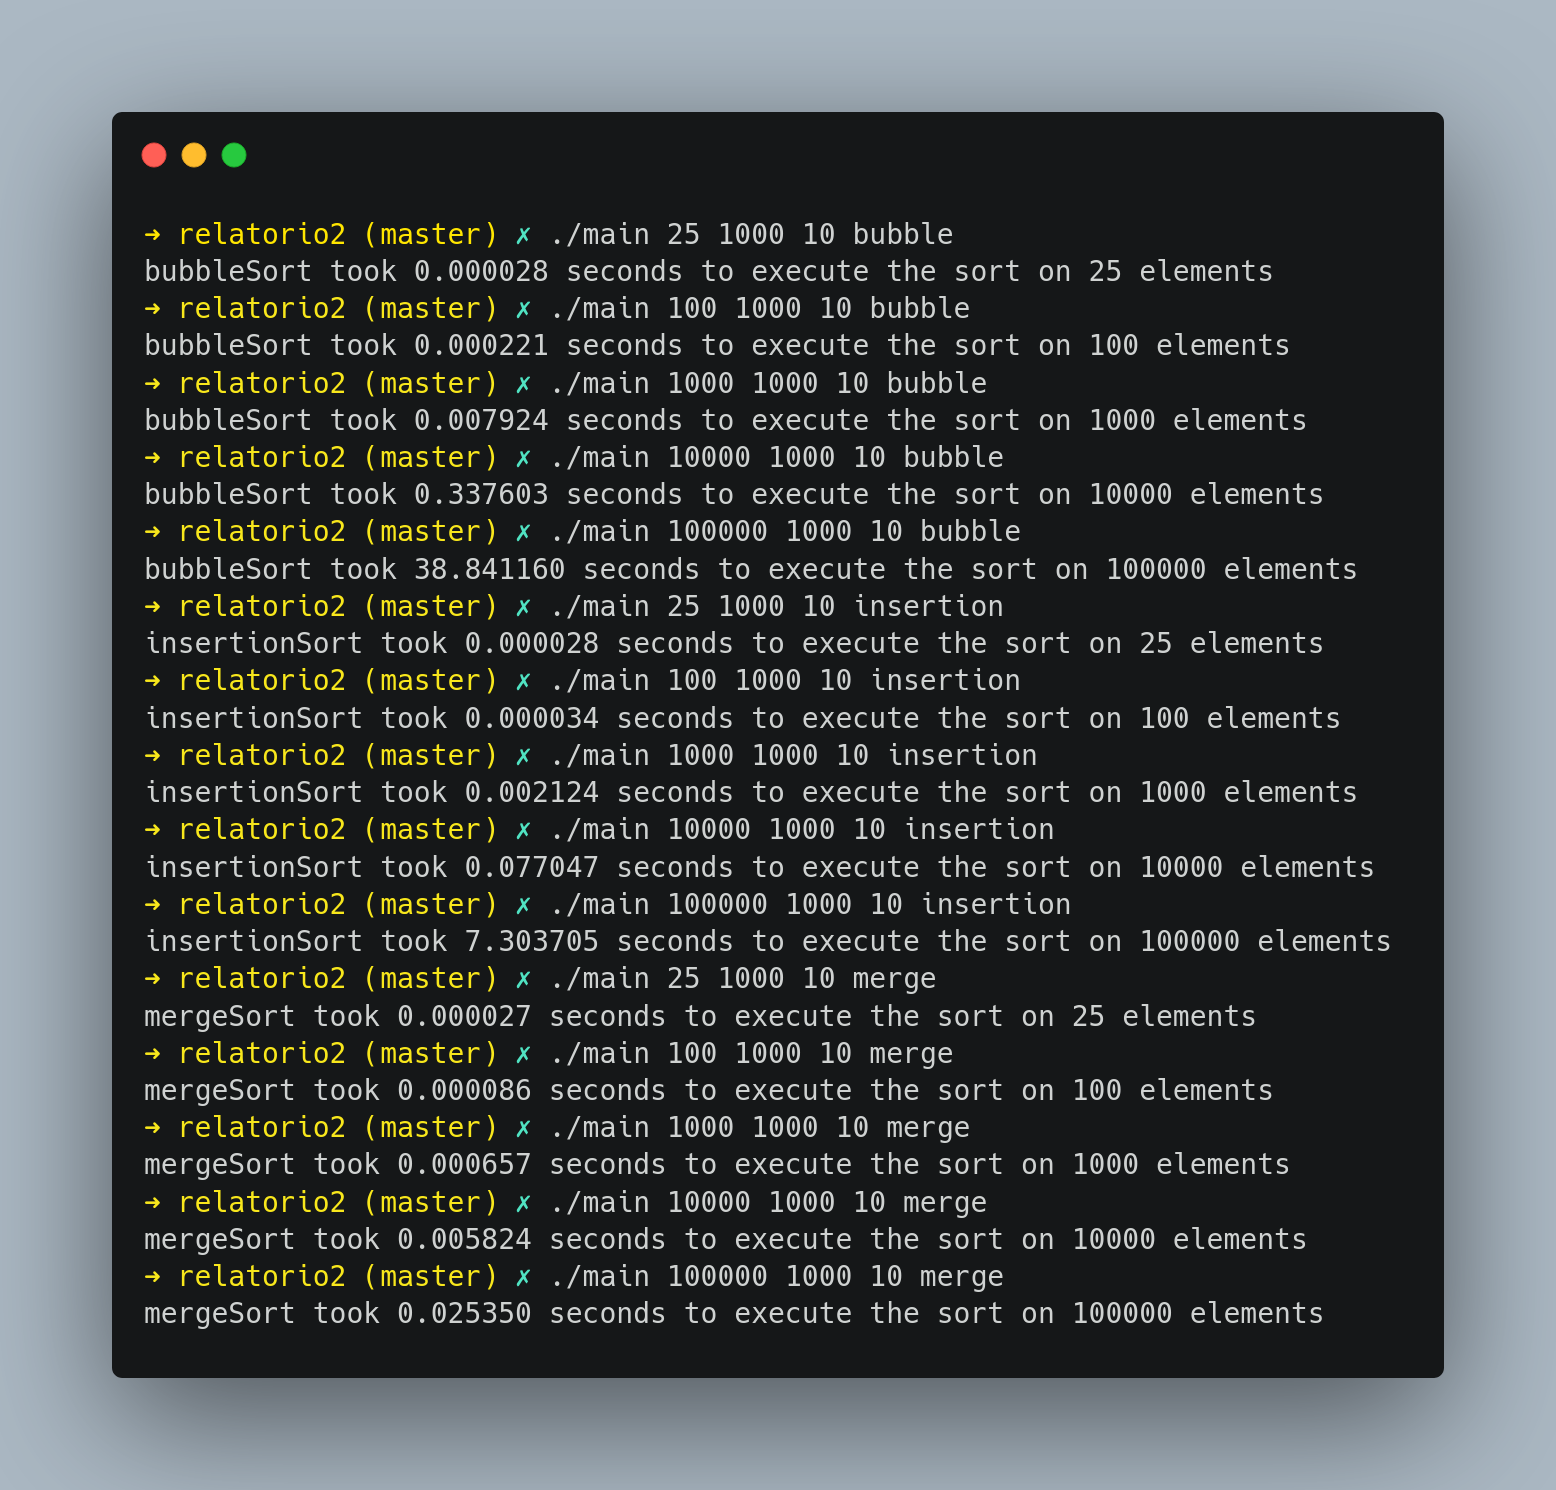 ➜ relatorio2 (master) ✗ ./main 25 1000 10 bubble
bubbleSort took 0.000028 seconds to execute the sort on 25 elements
➜ relatorio2 (master) ✗ ./main 100 1000 10 bubble
bubbleSort took 0.000221 seconds to execute the sort on 100 elements
➜ relatorio2 (master) ✗ ./main 1000 1000 10 bubble
bubbleSort took 0.007924 seconds to execute the sort on 1000 elements
➜ relatorio2 (master) ✗ ./main 10000 1000 10 bubble
bubbleSort took 0.337603 seconds to execute the sort on 10000 elements
➜ relatorio2 (master) ✗ ./main 100000 1000 10 bubble
bubbleSort took 38.841160 seconds to execute the sort on 100000 elements
➜ relatorio2 (master) ✗ ./main 25 1000 10 insertion
insertionSort took 0.000028 seconds to execute the sort on 25 elements
➜ relatorio2 (master) ✗ ./main 100 1000 10 insertion
insertionSort took 0.000034 seconds to execute the sort on 100 elements
➜ relatorio2 (master) ✗ ./main 1000 1000 10 insertion
insertionSort took 0.002124 seconds to execute the sort on 1000 elements
➜ relatorio2 (master) ✗ ./main 10000 1000 10 insertion
insertionSort took 0.077047 seconds to execute the sort on 10000 elements
➜ relatorio2 (master) ✗ ./main 100000 1000 10 insertion
insertionSort took 7.303705 seconds to execute the sort on 100000 elements
➜ relatorio2 (master) ✗ ./main 25 1000 10 merge
mergeSort took 0.000027 seconds to execute the sort on 25 elements
➜ relatorio2 (master) ✗ ./main 100 1000 10 merge
mergeSort took 0.000086 seconds to execute the sort on 100 elements
➜ relatorio2 (master) ✗ ./main 1000 1000 10 merge
mergeSort took 0.000657 seconds to execute the sort on 1000 elements
➜ relatorio2 (master) ✗ ./main 10000 1000 10 merge
mergeSort took 0.005824 seconds to execute the sort on 10000 elements
➜ relatorio2 (master) ✗ ./main 100000 1000 10 merge
mergeSort took 0.025350 seconds to execute the sort on 100000 elements